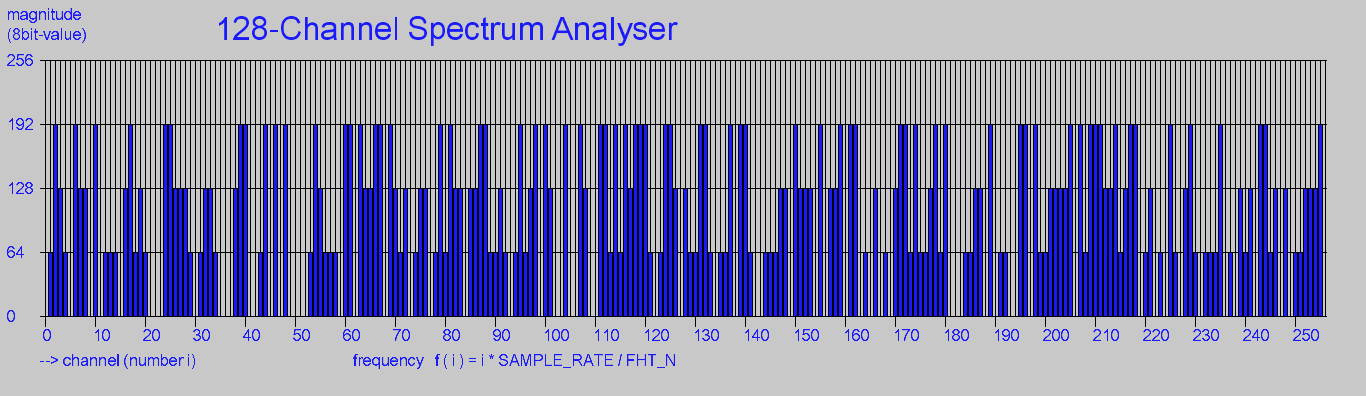 magnitude
(8bit-value)
128-Channel Spectrum Analyser
256
192
128
64
0
0 10 20 30 40 50 60 70 80 90 100 110 120 130 140 150 160 170 180 190 200 210 220 230 240 250
--> channel (number i) frequency f ( i ) = i * SAMPLE_RATE / FHT_N